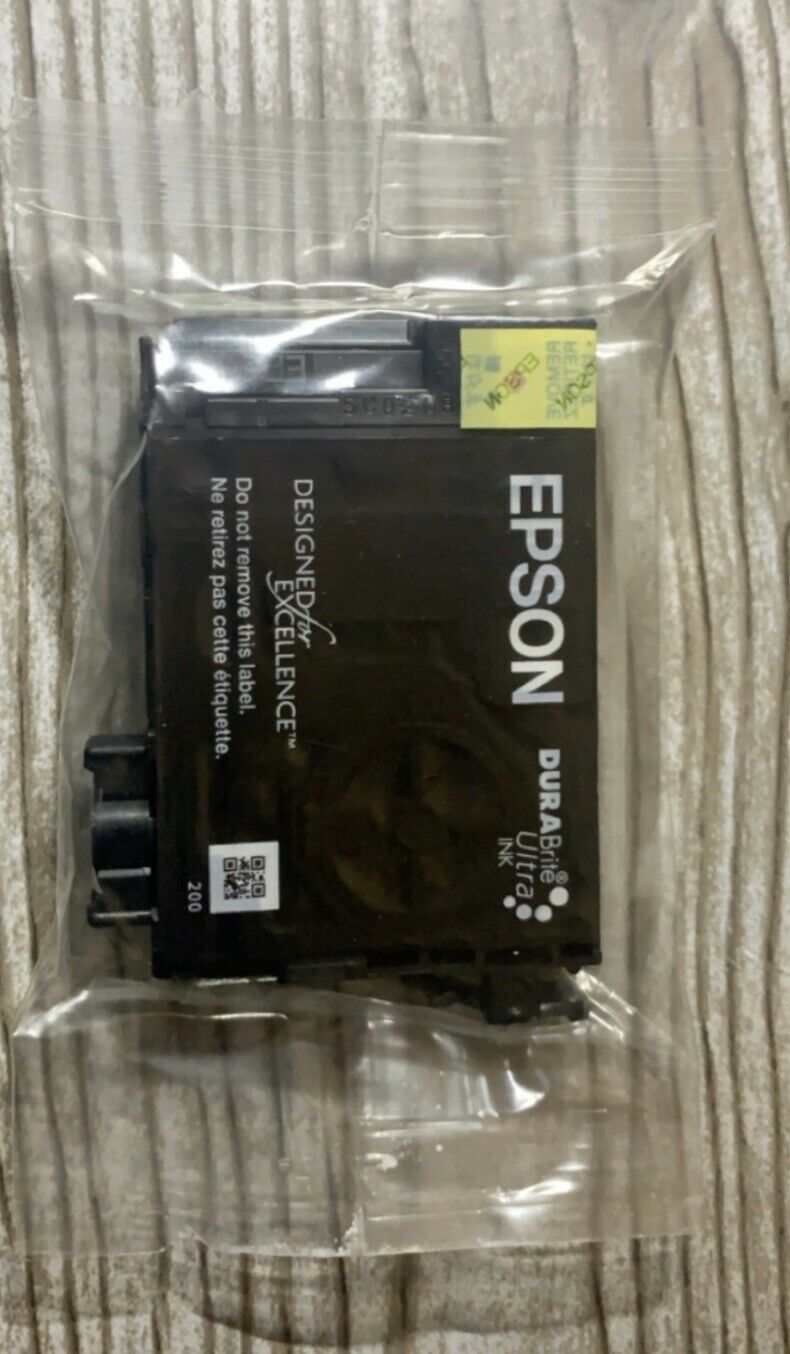 EPSON
DURABrite®
Ultra
INK
DESIGNED for
EXCELLENCE™
Do not remove this label.
Ne retirez pas cette étiquette.
200